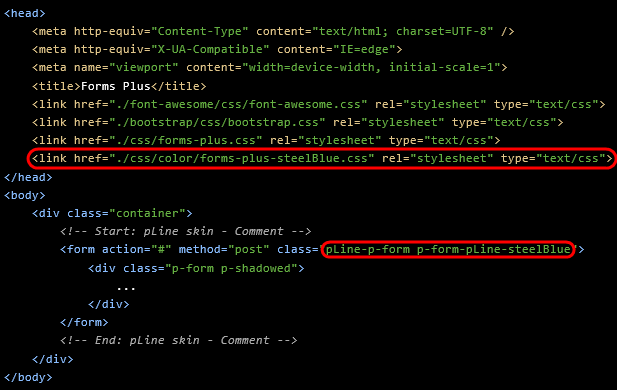 <head>
<meta http-equiv="Content-Type" content="text/html; charset=UTF-8" />
<meta http-equiv="X-UA-Compatible" content="IE=edge">
<meta name="viewport" content="width=device-width, initial-scale=1">
<title>Forms Plus</title>
<link href="./font-awesome/css/font-awesome.css" rel="stylesheet" type="text/css">
<link href="./bootstrap/css/bootstrap.css" rel="stylesheet" type="text/css">
<link href="./css/forms-plus.css" rel="stylesheet" type="text/css">
<link href="./css/color/forms-plus-steelBlue.css" rel="stylesheet" type="text/css">
</head>
<body>
<div class="container">
<!-- Start: pLine skin - Comment -->
<form action="#" method="post" class="pLine-p-form p-form-pLine-steelBlue">
<div class="p-form p-shadowed">
...
</div>
</form>
<!-- End: pLine skin - Comment -->
</div>
</body>